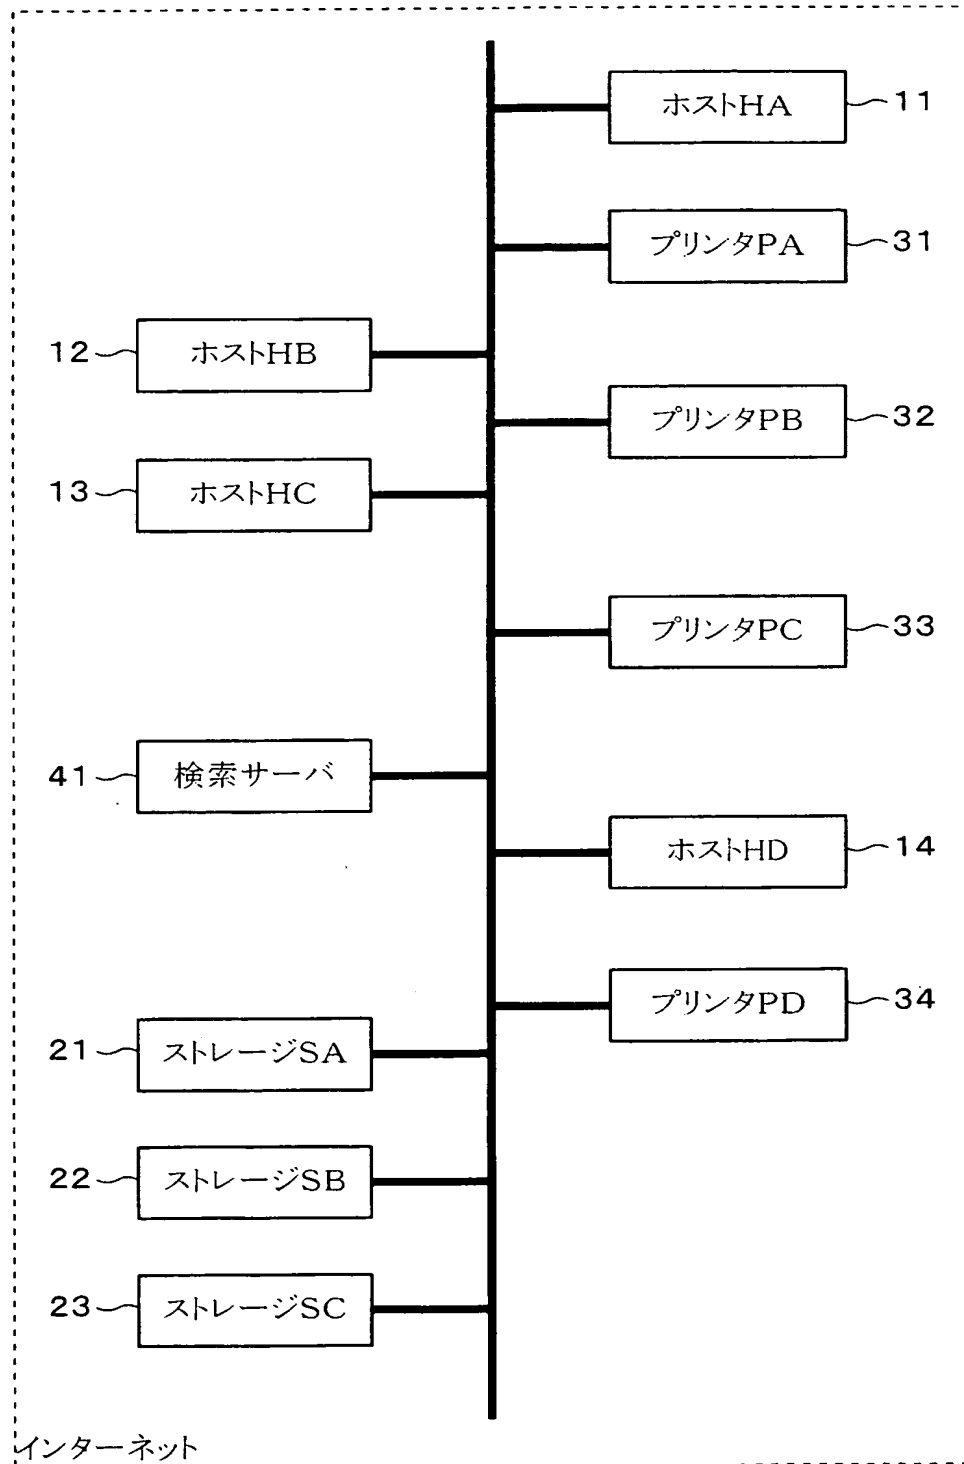 ホストHA 11
プリンタPA 31
12 ホストHB
プリンタPB 32
13 ホストHC
プリンタPC 33
41 検索サーバ
ホストHD 14
プリンタPD 34
21 ストレージSA
22 ストレージSB
23 ストレージSC
インターネット